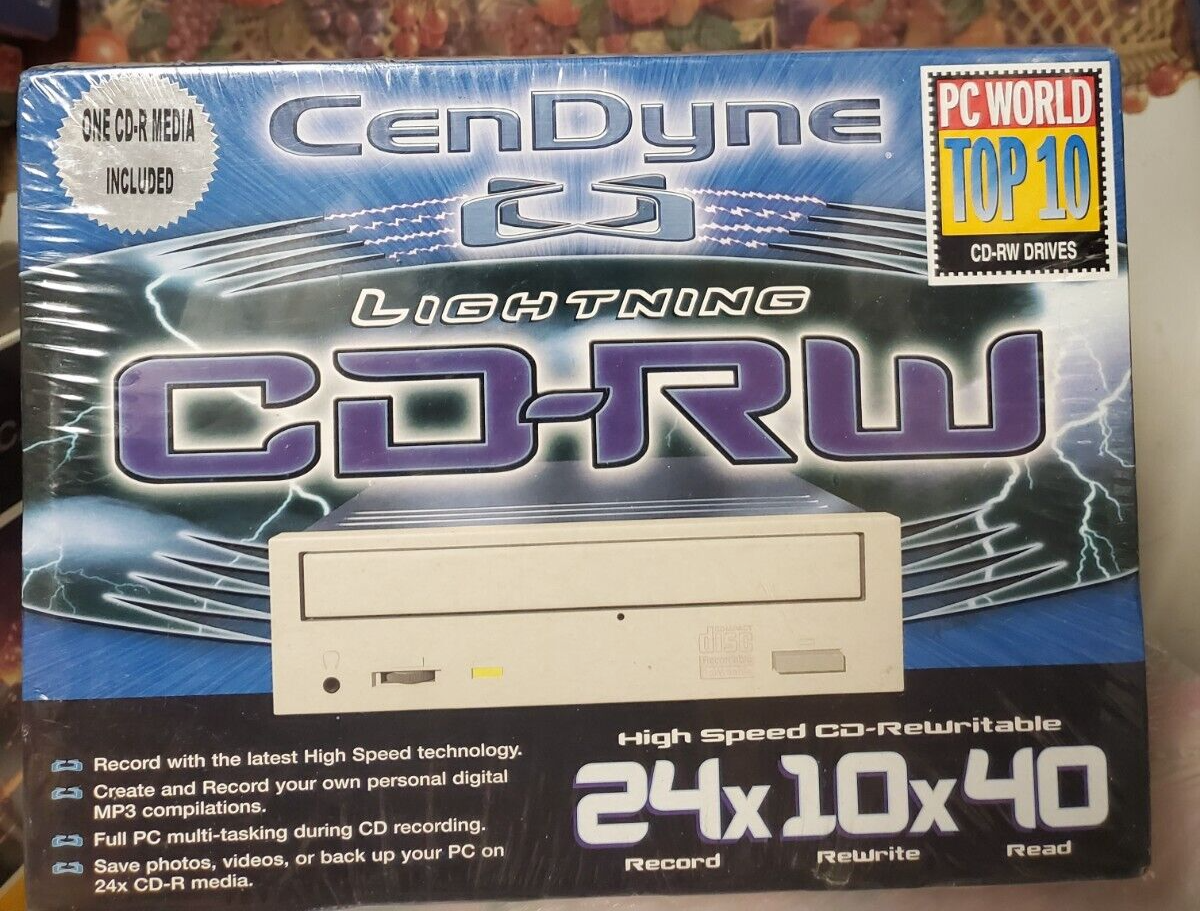 ONE CD-R MEDIA
INCLUDED
CenDyne
PC WORLD
TOP 10
CD-RW DRIVES
LIGHTNING
CD-RW
disc
Recordable
High Speed CD-ReWritable
24x10x40
Record
ReWrite
Read
Record with the latest High Speed technology.
Create and Record your own personal digital
MP3 compilations.
Full PC multi-tasking during CD recording.
Save photos, videos, or back up your PC on
24x CD-R media.